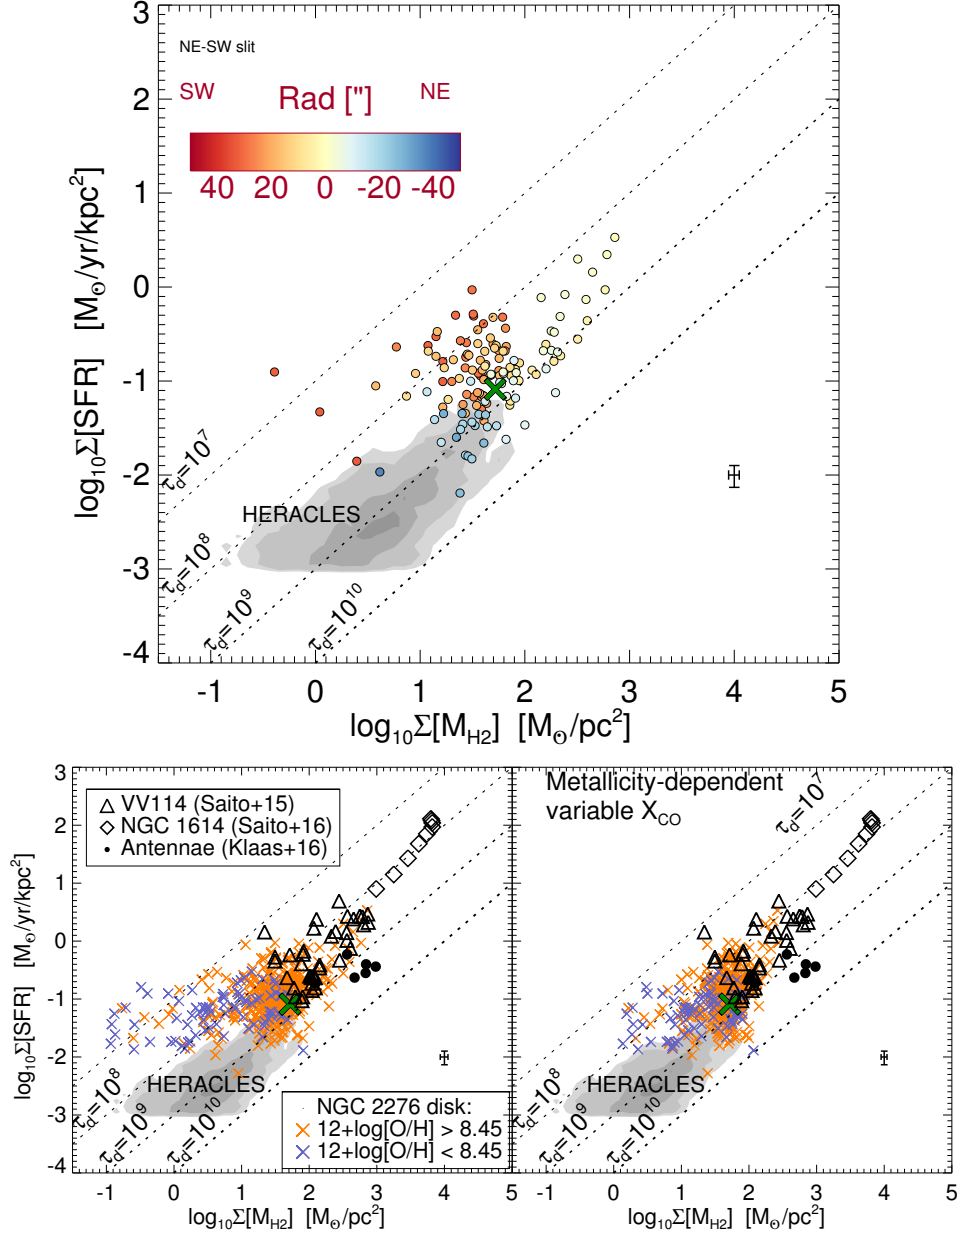 NE-SW slit
SW Rad ["] NE
40 20 0 -20 -40
3
2
1
0
-1
-2
-3
-4
log₁₀Σ[SFR] [M⊙/yr/kpc²]
τd=10⁷
τd=10⁸
τd=10⁹
τd=10¹⁰
HERACLES
-1 0 1 2 3 4 5
log₁₀Σ[M_H2] [M⊙/pc²]
3
2
1
0
-1
-2
-3
-4
log₁₀Σ[SFR] [M⊙/yr/kpc²]
VV114 (Saito+15)
NGC 1614 (Saito+16)
Antennae (Klaas+16)
HERACLES
τd=10⁸
τd=10⁹
τd=10¹⁰
NGC 2276 disk:
12+log[O/H] > 8.45
12+log[O/H] < 8.45
-1 0 1 2 3 4 5
log₁₀Σ[M_H2] [M⊙/pc²]
Metallicity-dependent
variable X_CO
τd=10⁷
HERACLES
τd=10⁸
τd=10⁹
τd=10¹⁰
-1 0 1 2 3 4 5
log₁₀Σ[M_H2] [M⊙/pc²]